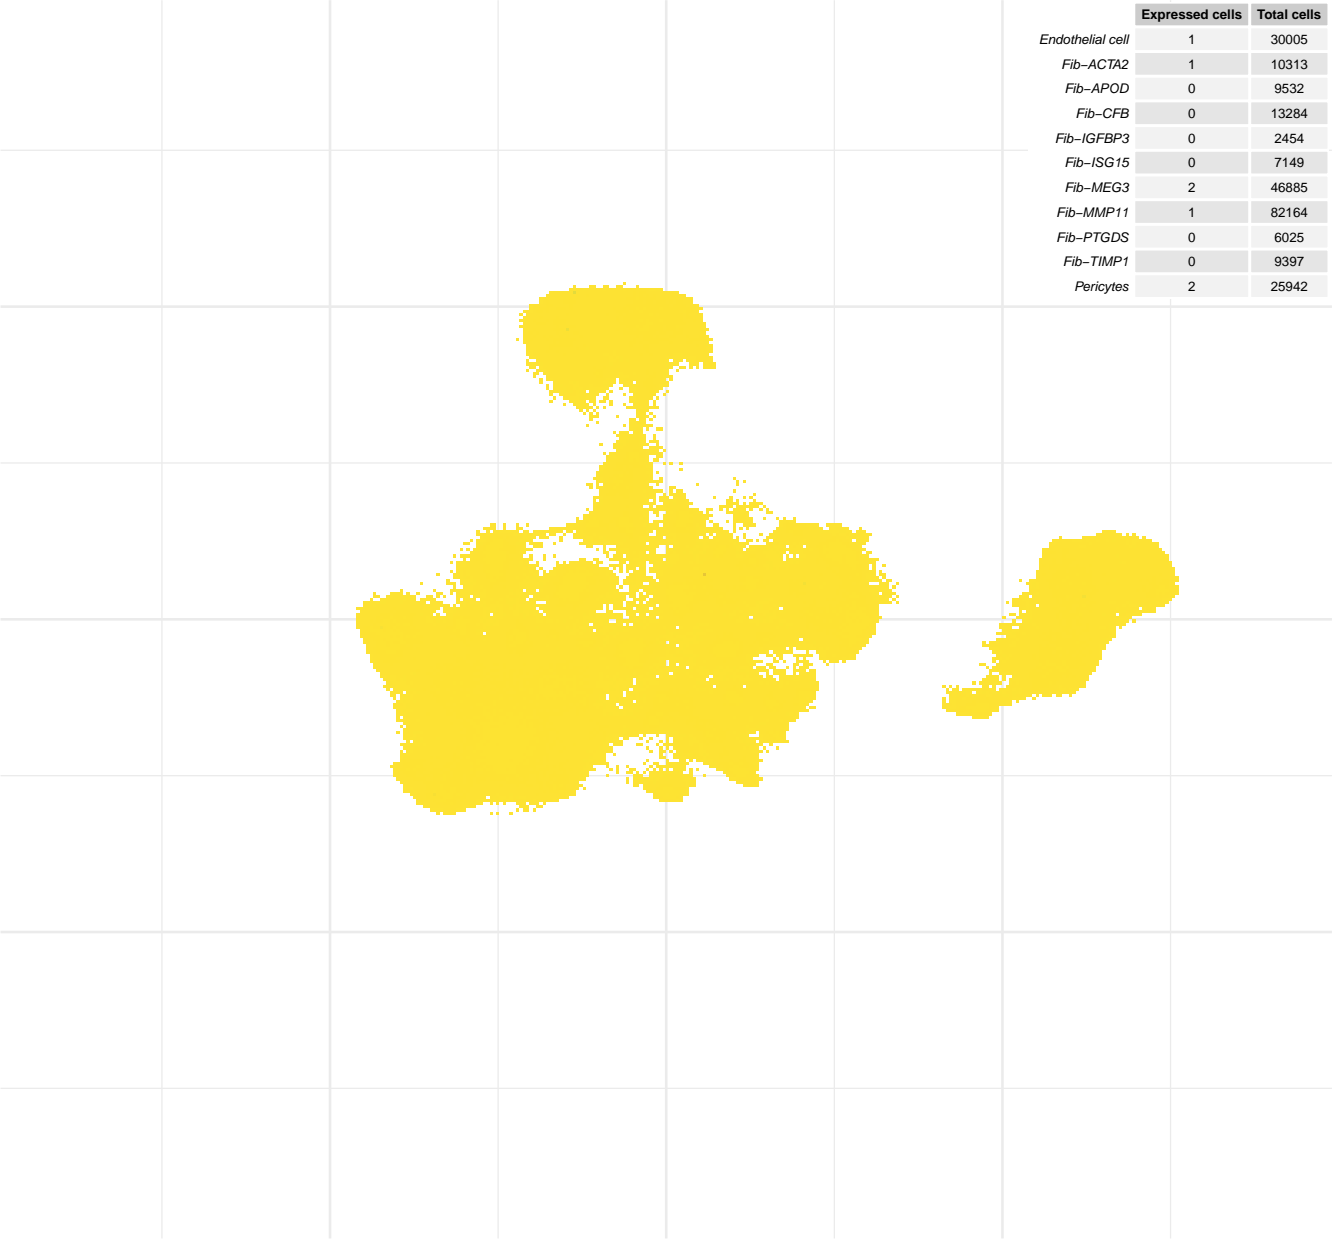 Expressed cells Total cells
Endothelial cell 1 30005
Fib−ACTA2 1 10313
Fib−APOD 0 9532
Fib−CFB 0 13284
Fib−IGFBP3 0 2454
Fib−ISG15 0 7149
Fib−MEG3 2 46885
Fib−MMP11 1 82164
Fib−PTGDS 0 6025
Fib−TIMP1 0 9397
Pericytes 2 25942